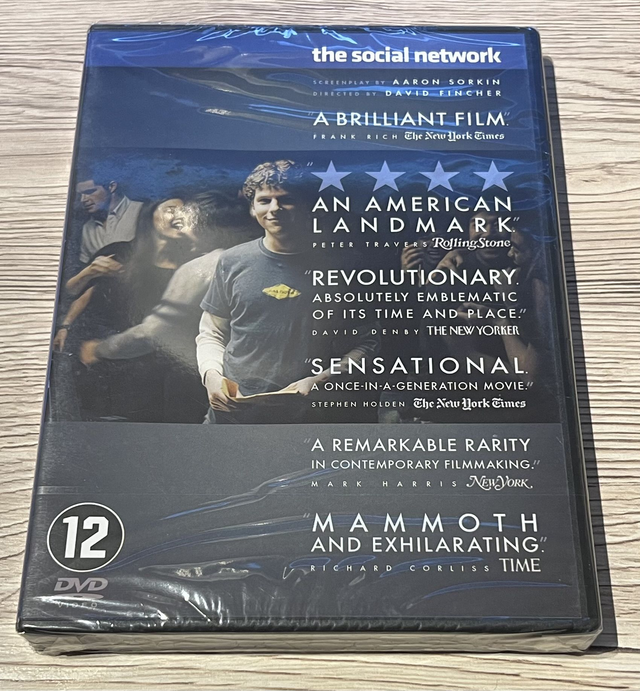 the social network
SCREENPLAY BY AARON SORKIN
DIRECTED BY DAVID FINCHER
"A BRILLIANT FILM."
FRANK RICH The New York Times
"
AN AMERICAN
LANDMARK."
PETER TRAVERS RollingStone
"REVOLUTIONARY.
ABSOLUTELY EMBLEMATIC
OF ITS TIME AND PLACE."
DAVID DENBY THE NEW YORKER
"SENSATIONAL.
A ONCE-IN-A-GENERATION MOVIE."
STEPHEN HOLDEN The New York Times
"A REMARKABLE RARITY
IN CONTEMPORARY FILMMAKING."
MARK HARRIS NEW YORK
"MAMMOTH
AND EXHILARATING."
RICHARD CORLISS TIME
12
DVD
VIDEO